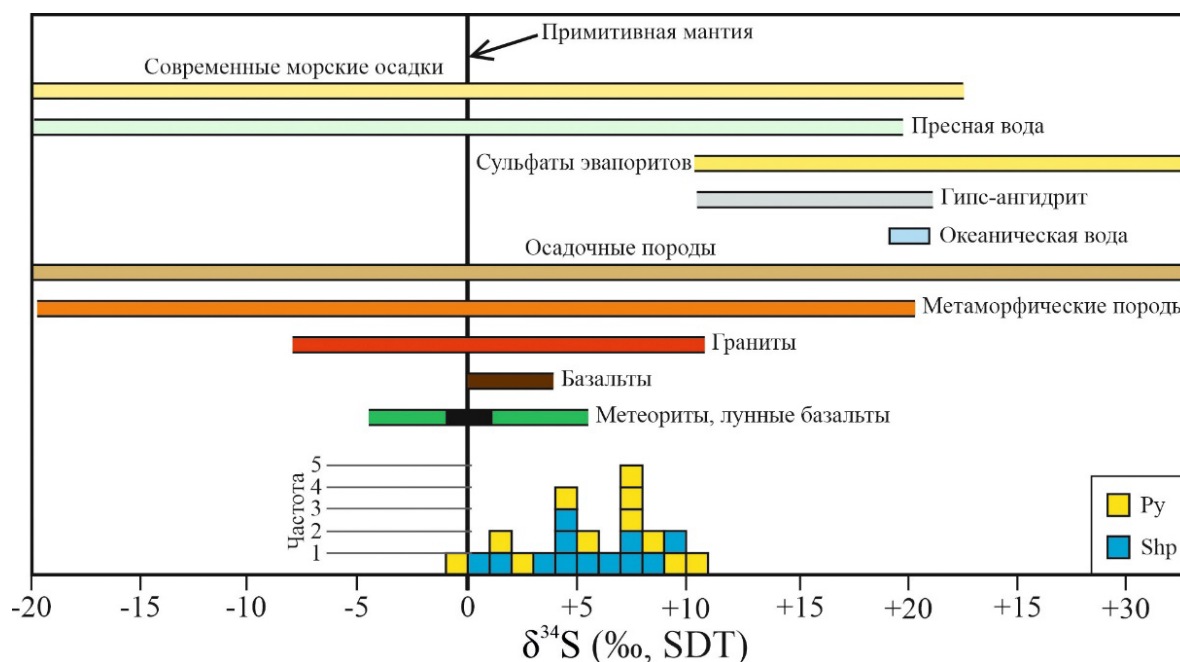 Примитивная мантия
Современные морские осадки
Пресная вода
Сульфаты эвапоритов
Гипс-ангидрит
Океаническая вода
Осадочные породы
Метаморфические породы
Граниты
Базальты
Метеориты, лунные базальты
Частота
5
4
3
2
1
Py
Shp
-20 -15 -10 -5 0 +5 +10 +15 +20 +15 +30
δ³⁴S (‰, SDT)